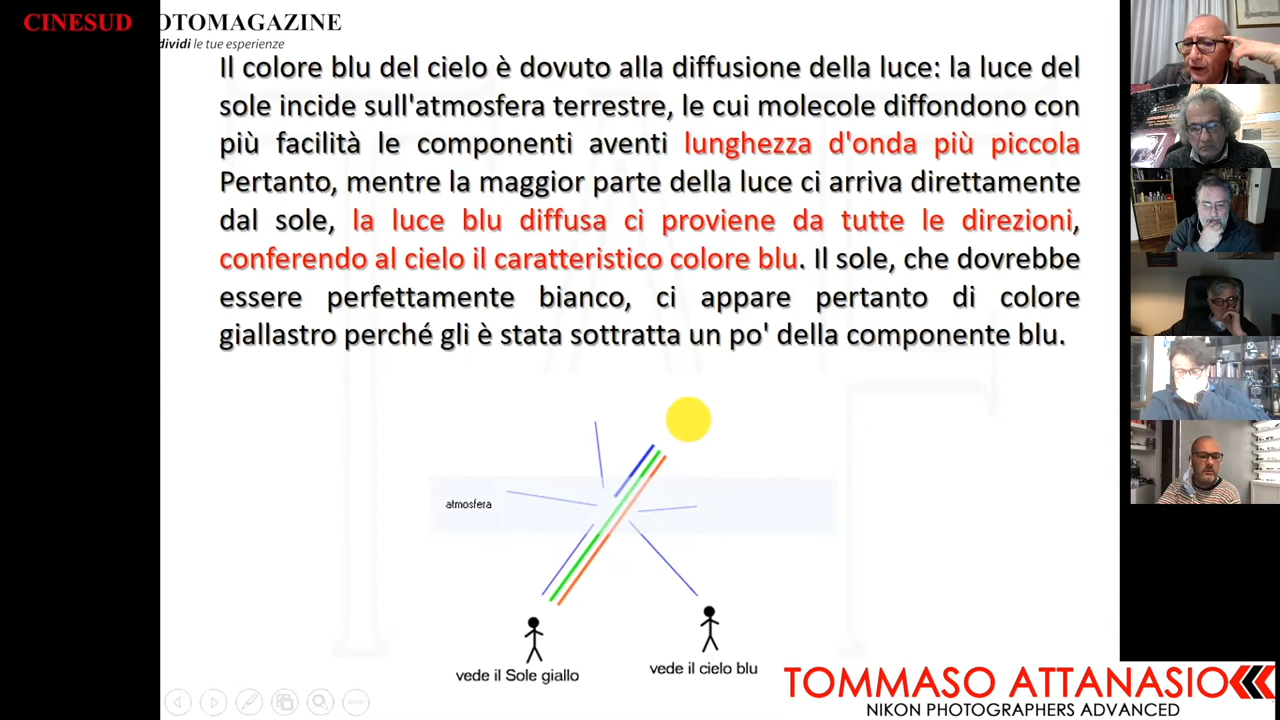 CINESUD
OTOMAGAZINE
dividi le tue esperienze
Il colore blu del cielo è dovuto alla diffusione della luce: la luce del
sole incide sull'atmosfera terrestre, le cui molecole diffondono con
più facilità le componenti aventi lunghezza d'onda più piccola
Pertanto, mentre la maggior parte della luce ci arriva direttamente
dal sole, la luce blu diffusa ci proviene da tutte le direzioni,
conferendo al cielo il caratteristico colore blu. Il sole, che dovrebbe
essere perfettamente bianco, ci appare pertanto di colore
giallastro perché gli è stata sottratta un po' della componente blu.
atmosfera
vede il Sole giallo
vede il cielo blu
TOMMASO ATTANASIO
NIKON PHOTOGRAPHERS ADVANCED